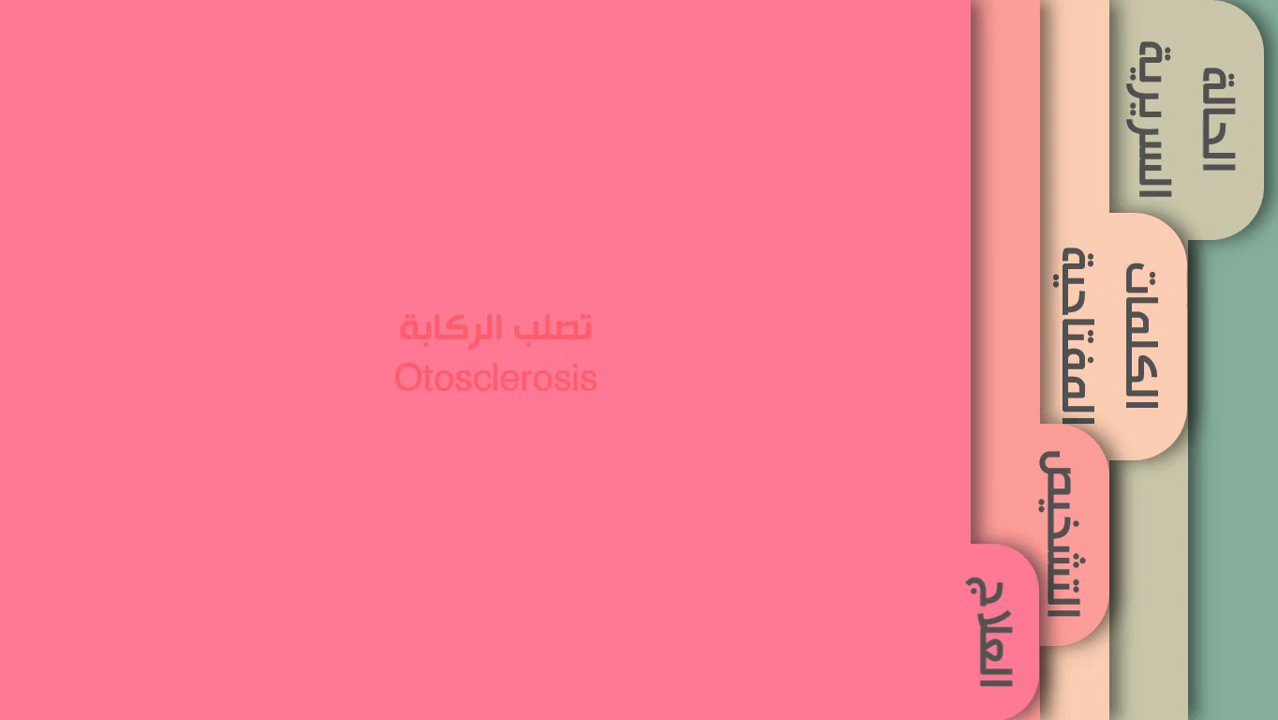 الحالة
السريرية
الكلمات
المفتاحية
التشخيص
العلاج
تصلب الركابة
Otosclerosis